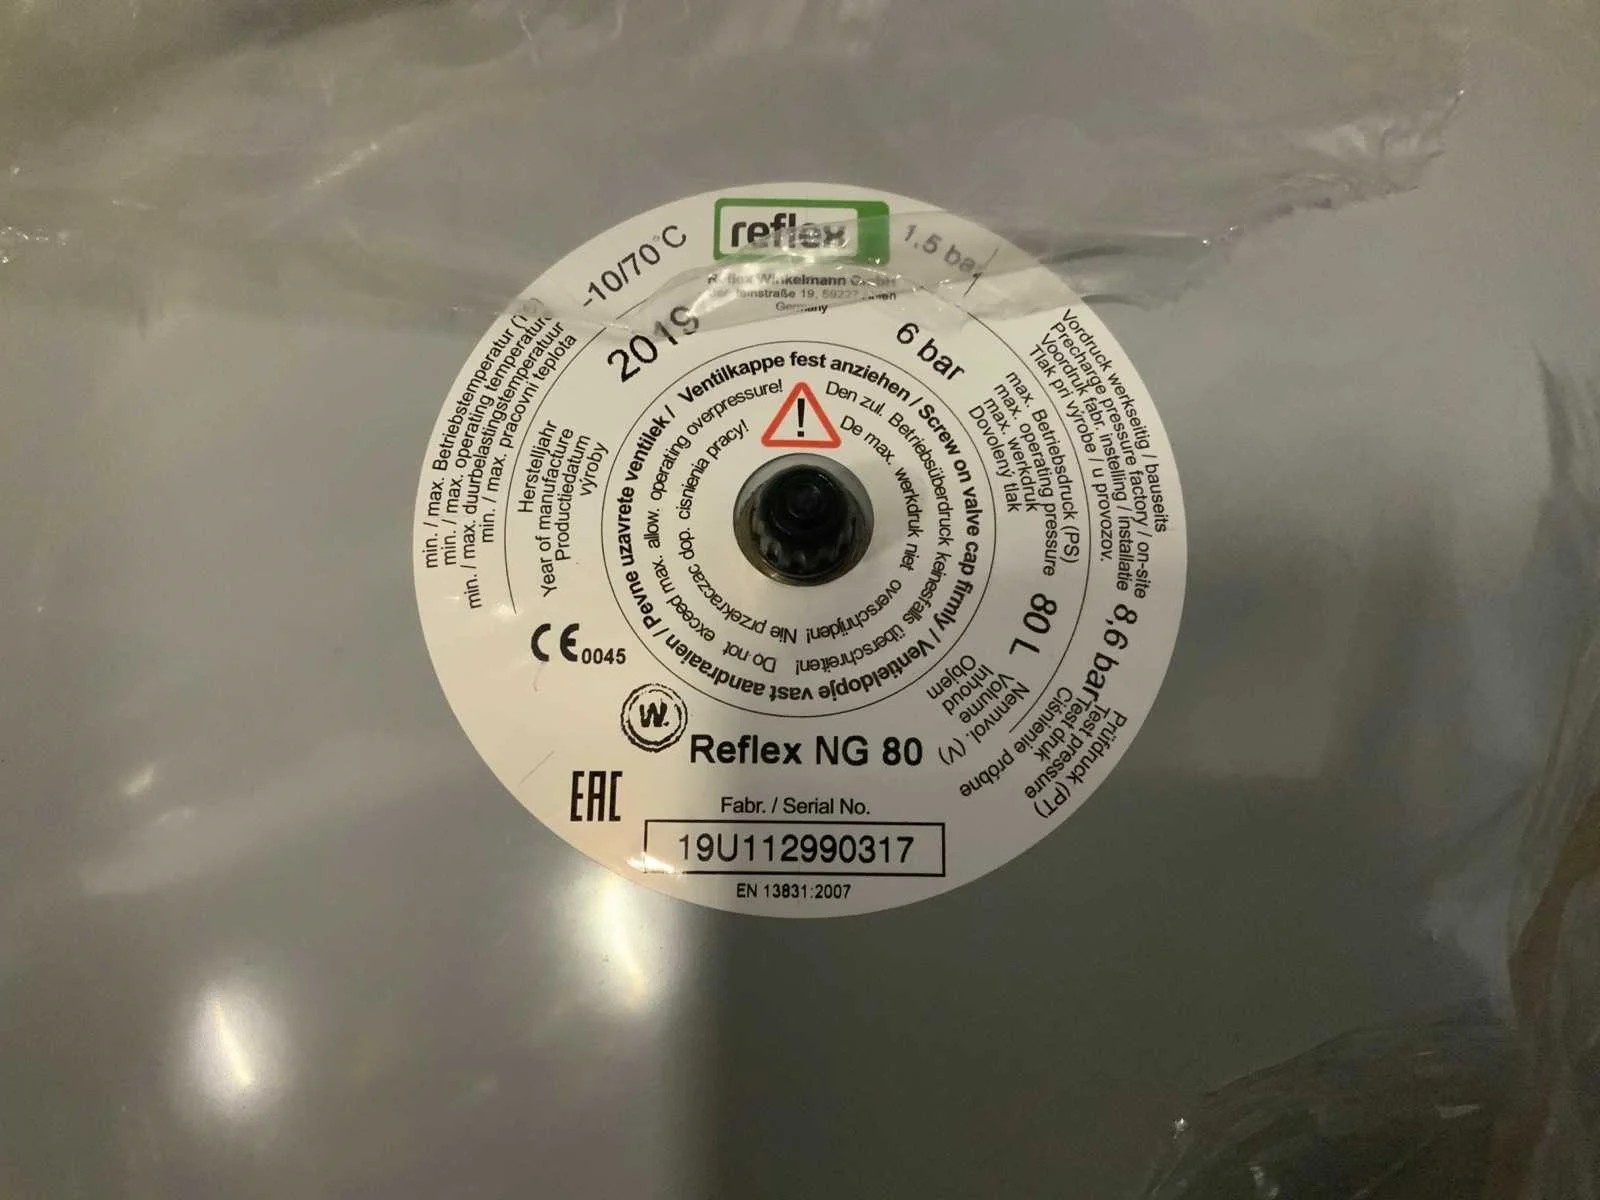 reflex
Reflex Winkelmann GmbH
19, 59227
Germany
-10/70°C
min. / max. Betriebstemperatur
min. / max. operating temperature
min. / max. duurbelastingstemperatuur
min. / max. pracovní teplota
2019
Herstelljahr
Year of manufacture
Productiedatum
výroby
1.5 bar
Vordruck werkseitig / bauseits
Precharge pressure factory / on-site
Voordruk fabr. instelling / installatie
Tlak pri výrobe / u provozov.
6 bar
max. Betriebsdruck (PS)
max. operating pressure
max. werkdruk
Dovolený tlak
80 L
Nennvol. (V)
Volume
Inhoud
Objem
8,6 bar
Prüfdruck (PT)
Test pressure
Test druk
Ciśnienie próbne
Ventilkappe fest anziehen / Screw on valve cap firmly / Ventieldopje vast aandraaien / Pevne uzavrete ventilek /
Den zul. Betriebsüberdruck keinesfalls überschreiten!
Do not exceed max. allow. operating overpressure!
De max. werkdruk niet overschrijden!
Nie przekraczac dop. cisnienia pracy!
!
CE 0045
W.
Reflex NG 80
EAC
Fabr. / Serial No.
19U112990317
EN 13831:2007